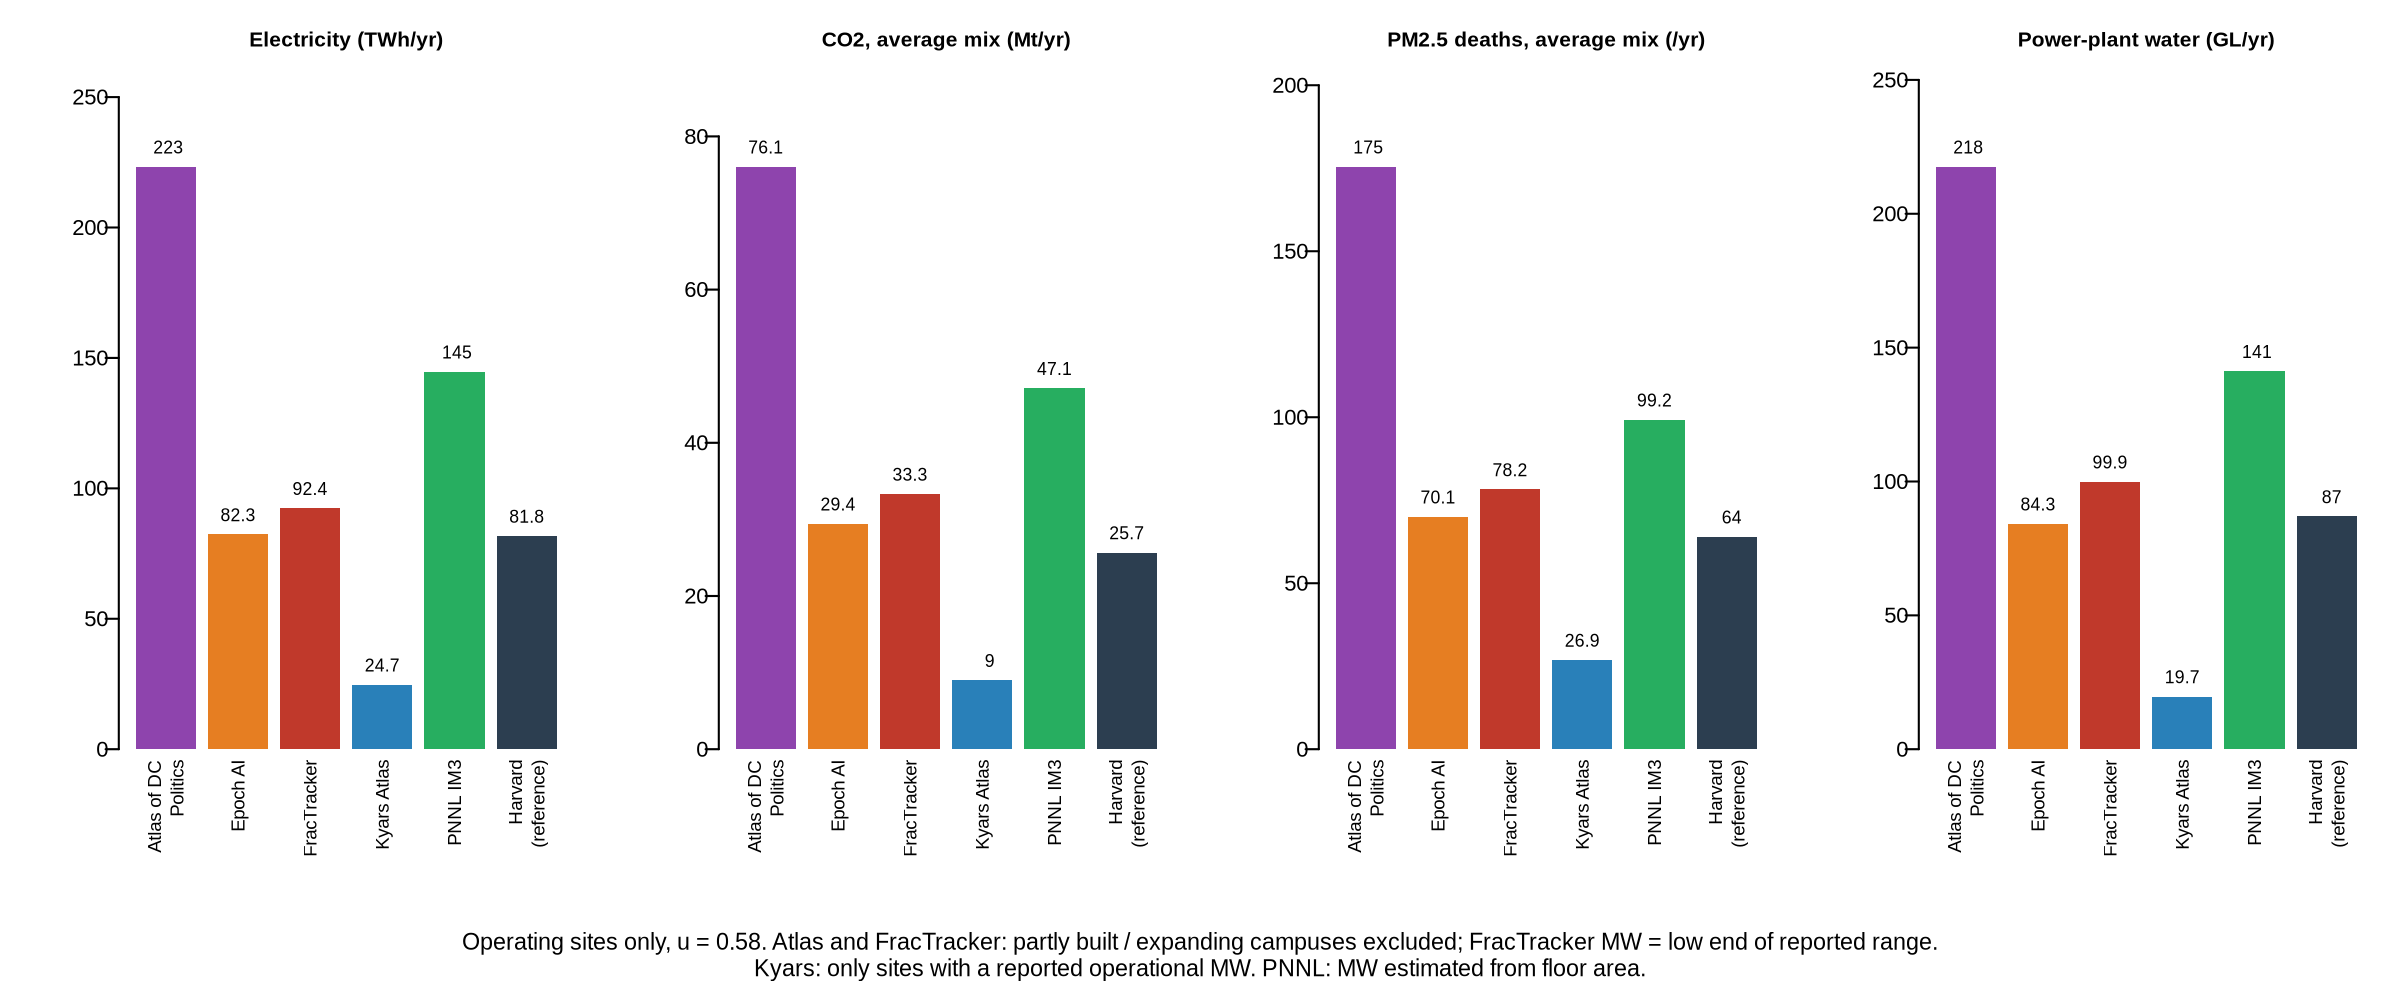 Electricity (TWh/yr)
250
200
150
100
50
0
223
82.3
92.4
24.7
145
81.8
Atlas of DC
Politics
Epoch AI
FracTracker
Kyars Atlas
PNNL IM3
Harvard
(reference)
CO2, average mix (Mt/yr)
80
60
40
20
0
76.1
29.4
33.3
9
47.1
25.7
Atlas of DC
Politics
Epoch AI
FracTracker
Kyars Atlas
PNNL IM3
Harvard
(reference)
PM2.5 deaths, average mix (/yr)
200
150
100
50
0
175
70.1
78.2
26.9
99.2
64
Atlas of DC
Politics
Epoch AI
FracTracker
Kyars Atlas
PNNL IM3
Harvard
(reference)
Power-plant water (GL/yr)
250
200
150
100
50
0
218
84.3
99.9
19.7
141
87
Atlas of DC
Politics
Epoch AI
FracTracker
Kyars Atlas
PNNL IM3
Harvard
(reference)
Operating sites only, u = 0.58. Atlas and FracTracker: partly built / expanding campuses excluded; FracTracker MW = low end of reported range.
Kyars: only sites with a reported operational MW. PNNL: MW estimated from floor area.